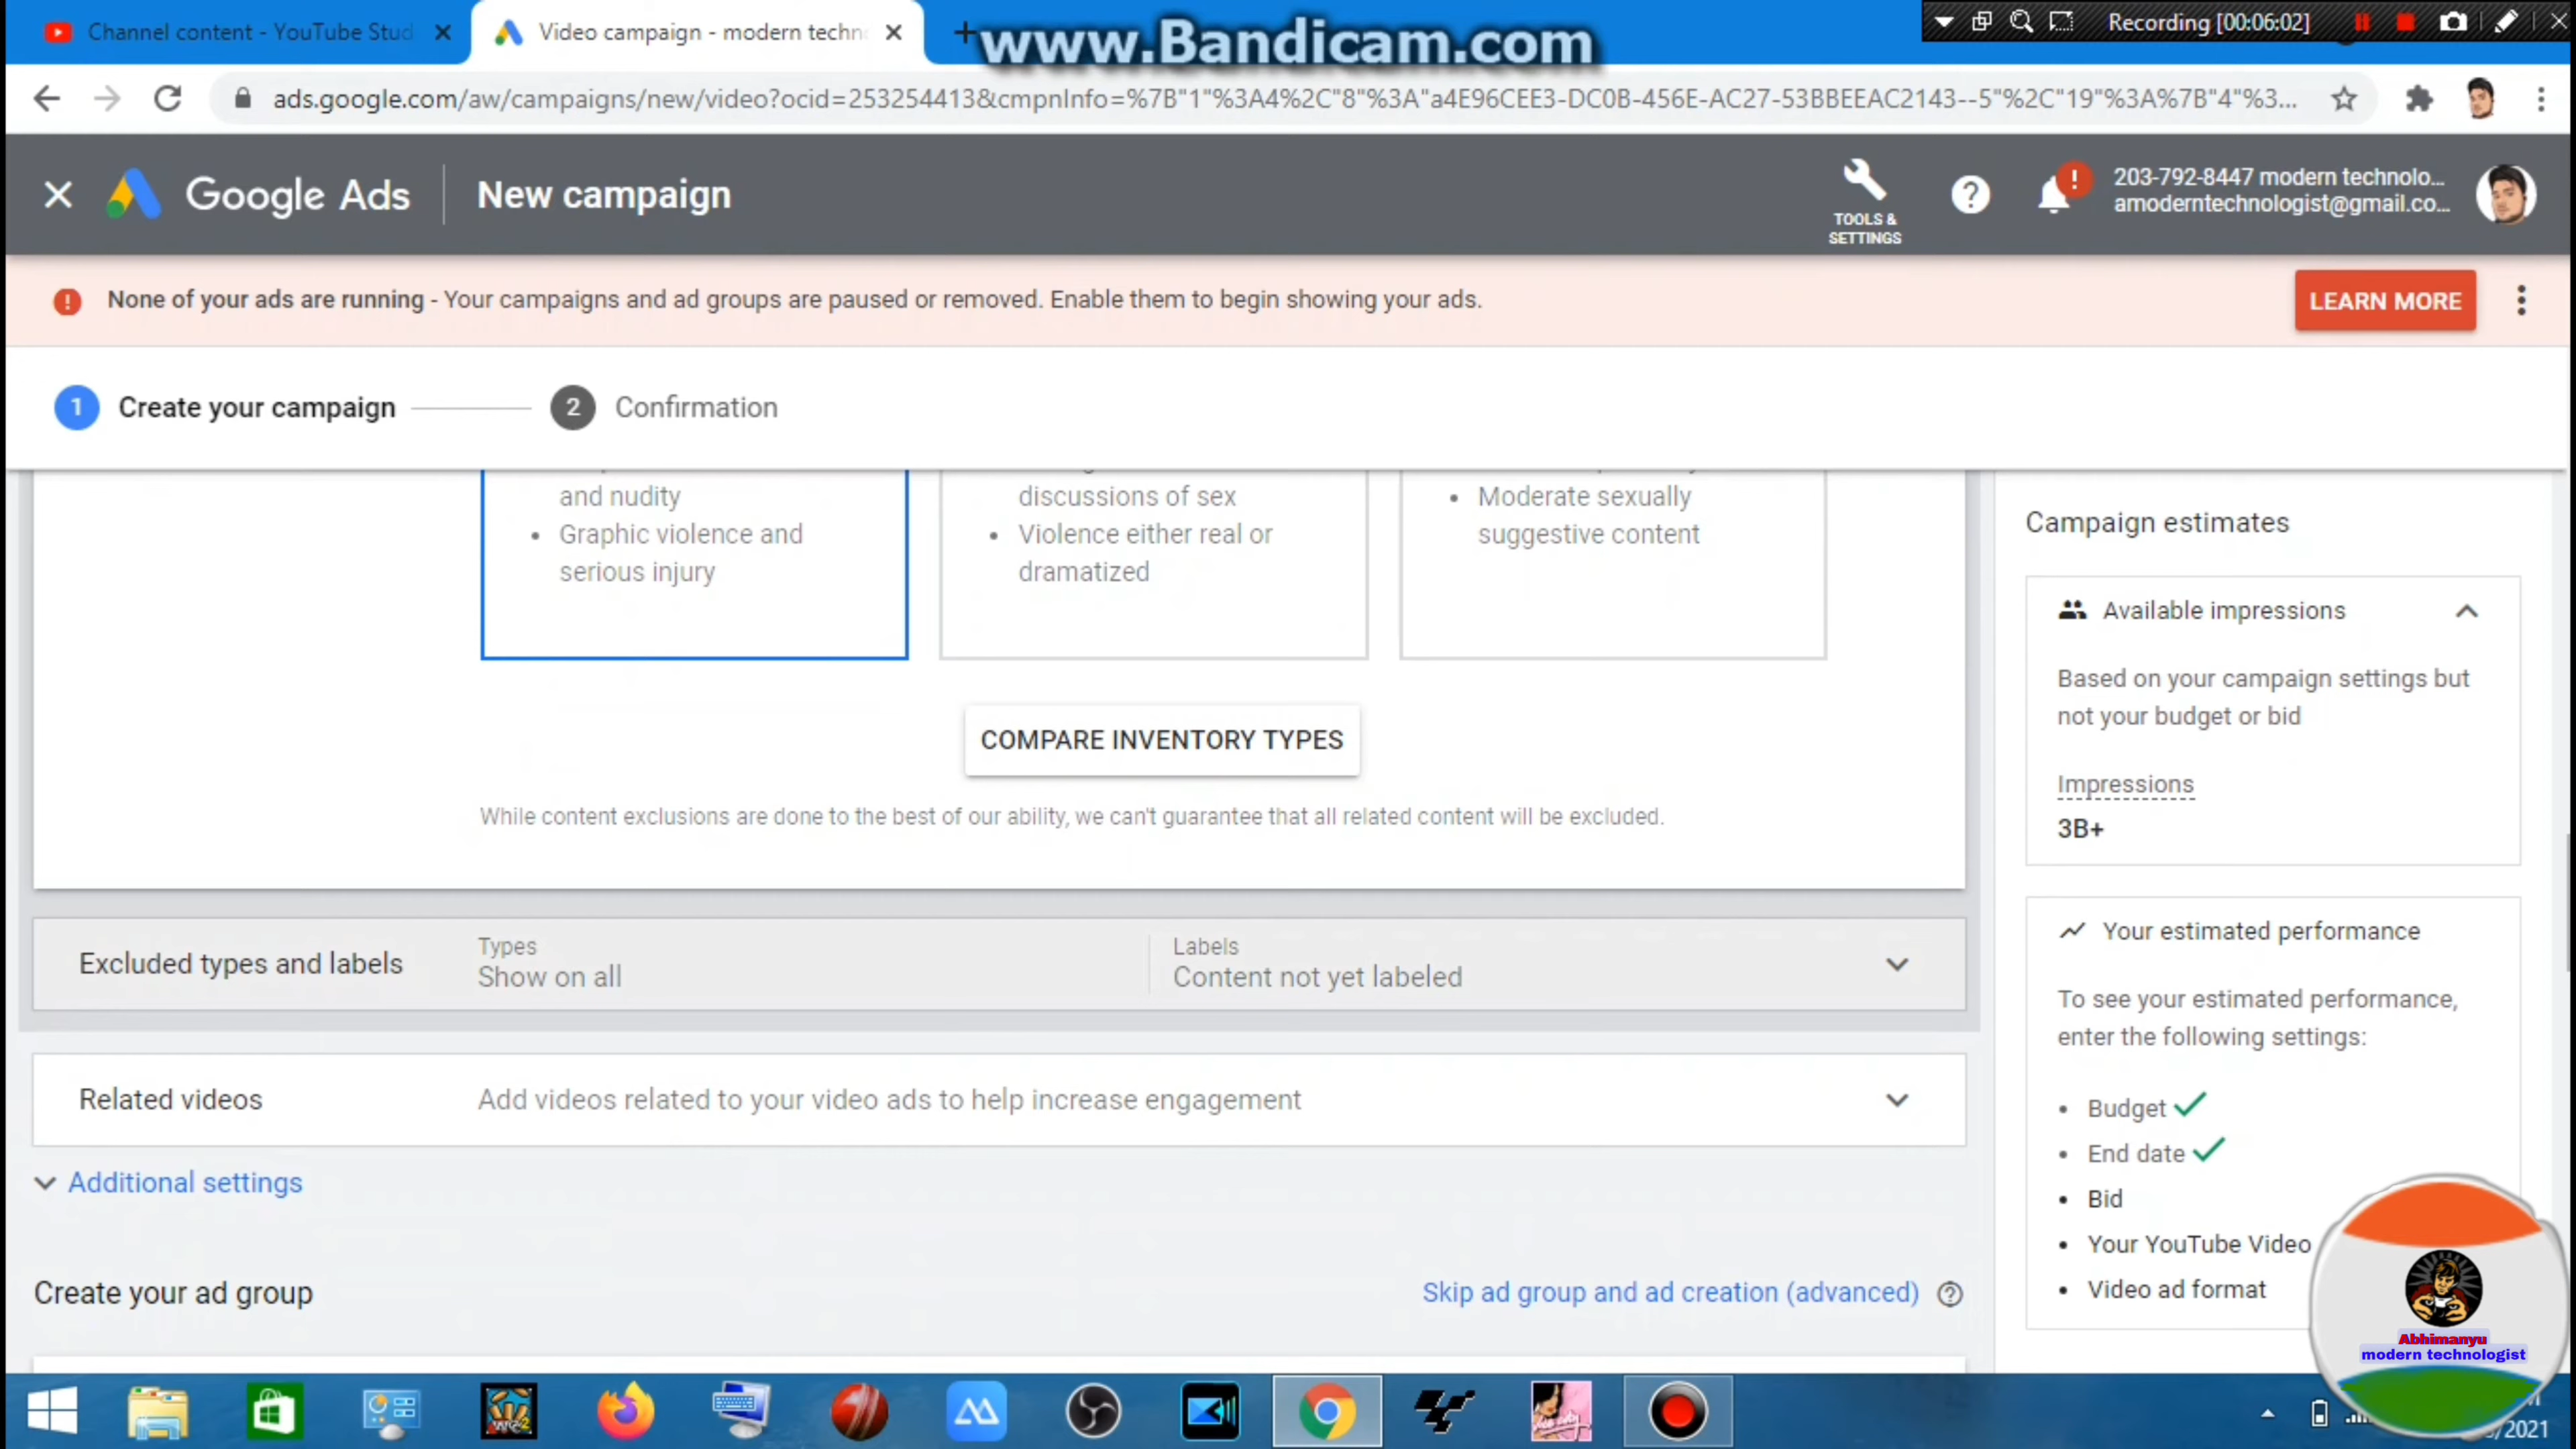 Channel content - YouTube Stud
Video campaign - modern techn
www.Bandicam.com
Recording [00:06:02]
ads.google.com/aw/campaigns/new/video?ocid=253254413&cmpnInfo=%7B"1"%3A4%2C"8"%3A"a4E96CEE3-DC0B-456E-AC27-53BBEEAC2143--5"%2C"19"%3A%7B"4"%3...
Google Ads
New campaign
TOOLS &
SETTINGS
203-792-8447 modern technolo...
amoderntechnologist@gmail.co...
None of your ads are running - Your campaigns and ad groups are paused or removed. Enable them to begin showing your ads.
LEARN MORE
1 Create your campaign
2 Confirmation
and nudity
• Graphic violence and
serious injury
discussions of sex
• Violence either real or
dramatized
• Moderate sexually
suggestive content
COMPARE INVENTORY TYPES
While content exclusions are done to the best of our ability, we can't guarantee that all related content will be excluded.
Excluded types and labels
Types
Show on all
Labels
Content not yet labeled
Related videos
Add videos related to your video ads to help increase engagement
Additional settings
Create your ad group
Skip ad group and ad creation (advanced)
Campaign estimates
Available impressions
Based on your campaign settings but
not your budget or bid
Impressions
3B+
Your estimated performance
To see your estimated performance,
enter the following settings:
• Budget
• End date
• Bid
• Your YouTube Video
• Video ad format
Abhimanyu
modern technologist
/2021